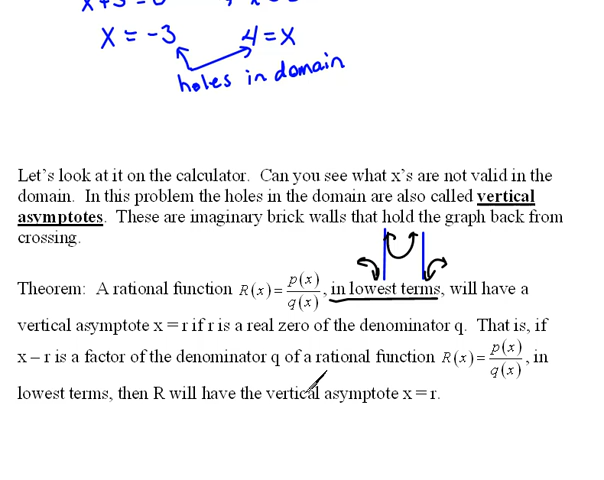 x = -3 4 = x
holes in domain
Let's look at it on the calculator. Can you see what x's are not valid in the
domain. In this problem the holes in the domain are also called vertical
asymptotes. These are imaginary brick walls that hold the graph back from
crossing.
Theorem: A rational function R(x)=p(x)/q(x), in lowest terms, will have a
vertical asymptote x=r if r is a real zero of the denominator q. That is, if
x-r is a factor of the denominator q of a rational function R(x)=p(x)/q(x), in
lowest terms, then R will have the vertical asymptote x=r.